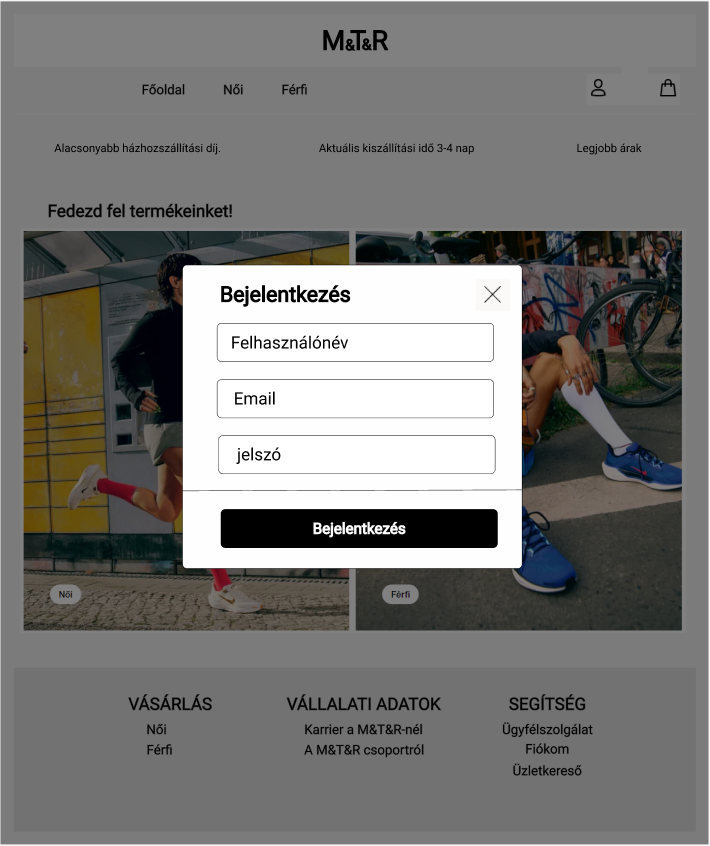 M&T&R
Főoldal Női Férfi
Alacsonyabb házhozszállítási díj. Aktuális kiszállítási idő 3-4 nap Legjobb árak
Fedezd fel termékeinket!
Bejelentkezés
Felhasználónév
Email
jelszó
Bejelentkezés
Női Férfi
VÁSÁRLÁS VÁLLALATI ADATOK SEGÍTSÉG
Női Karrier a M&T&R-nél Ügyfélszolgálat
Férfi A M&T&R csoportról Fiókom
Üzletkereső